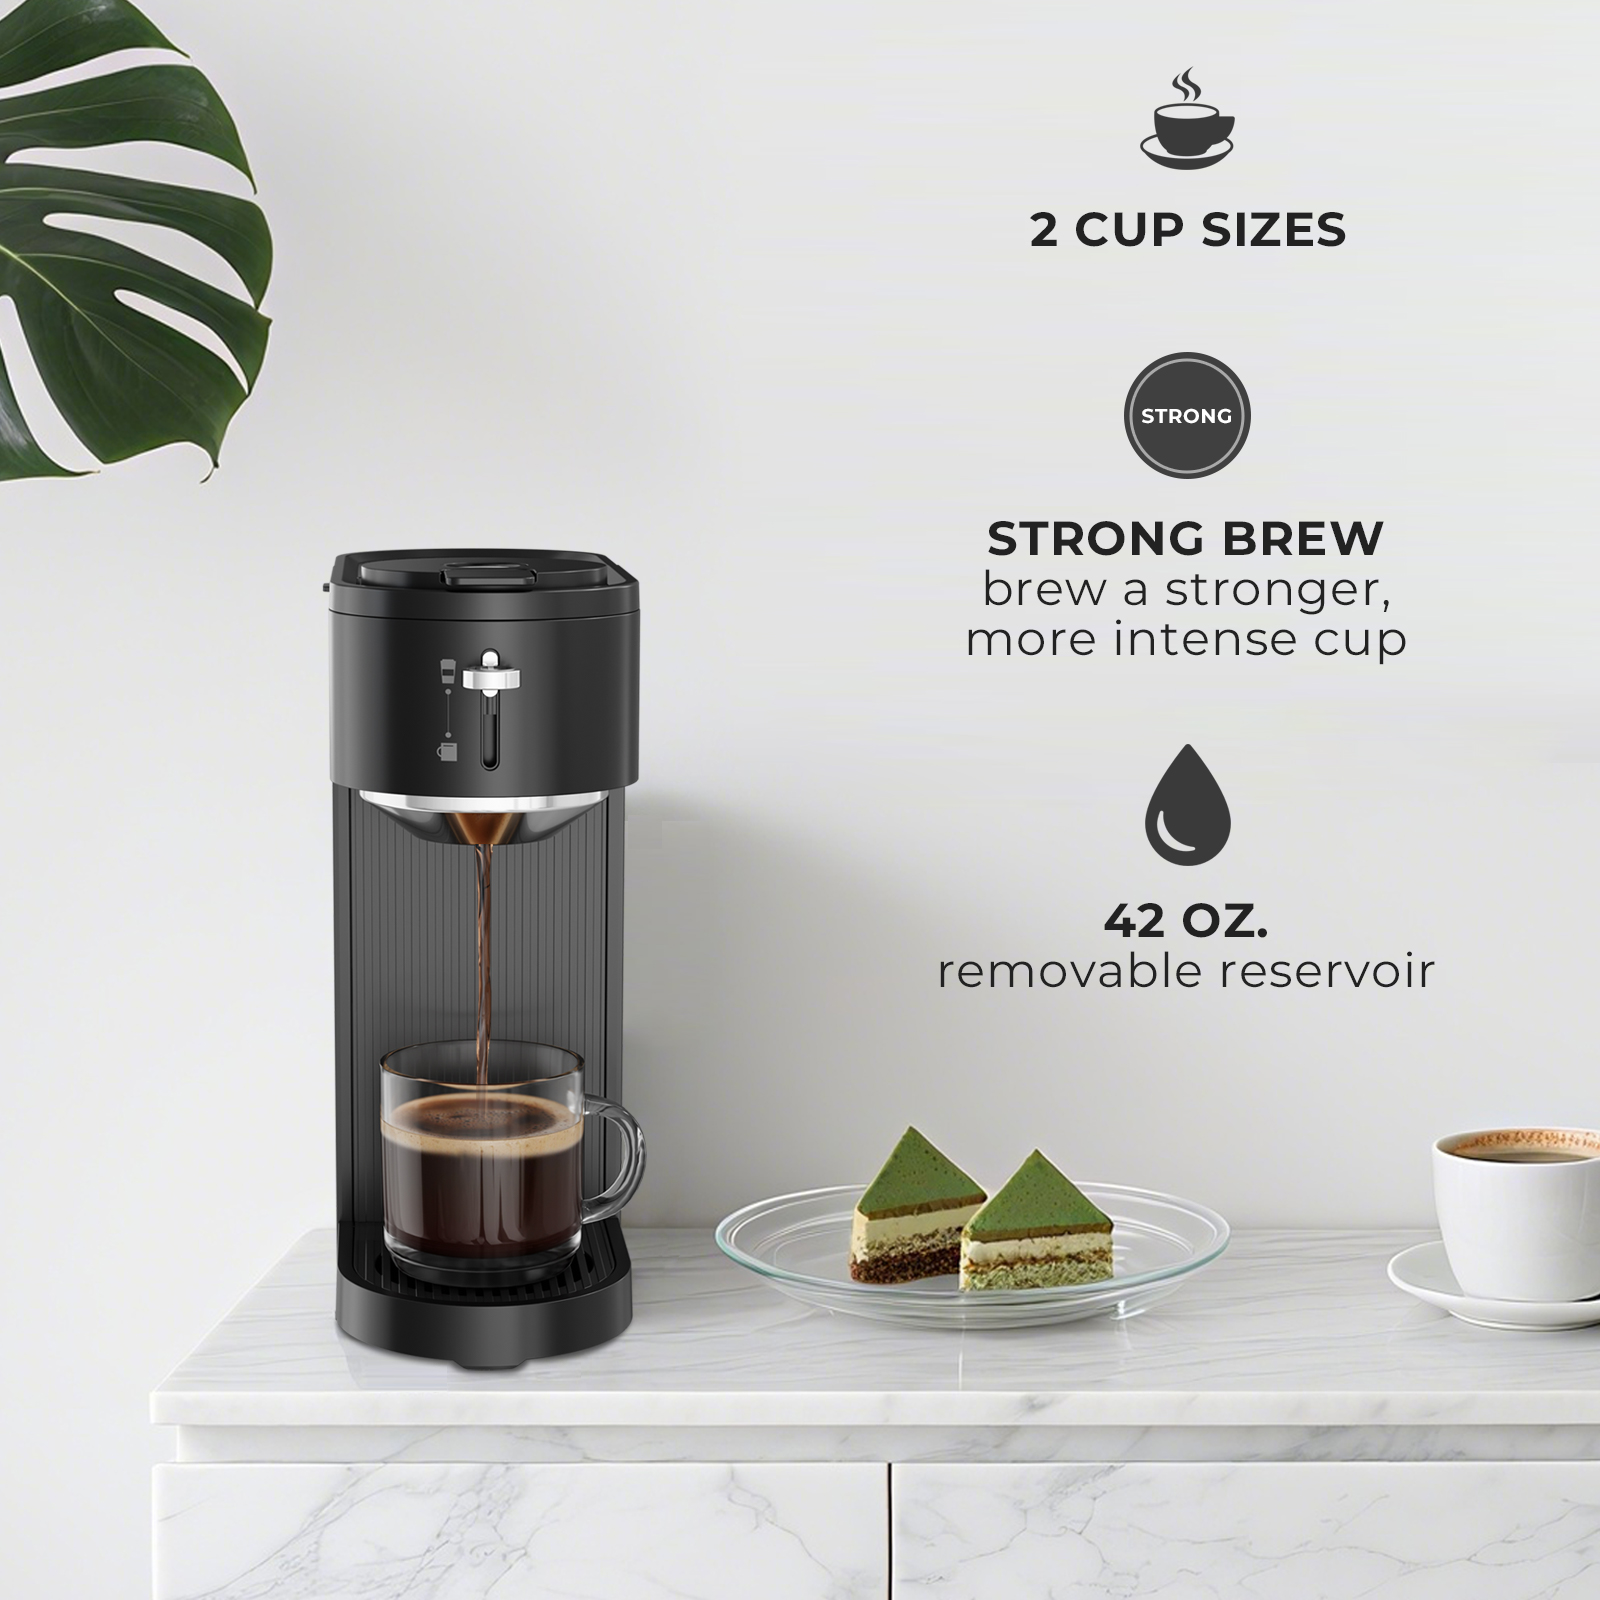 2 CUP SIZES
STRONG
STRONG BREW
brew a stronger,
more intense cup
42 OZ.
removable reservoir